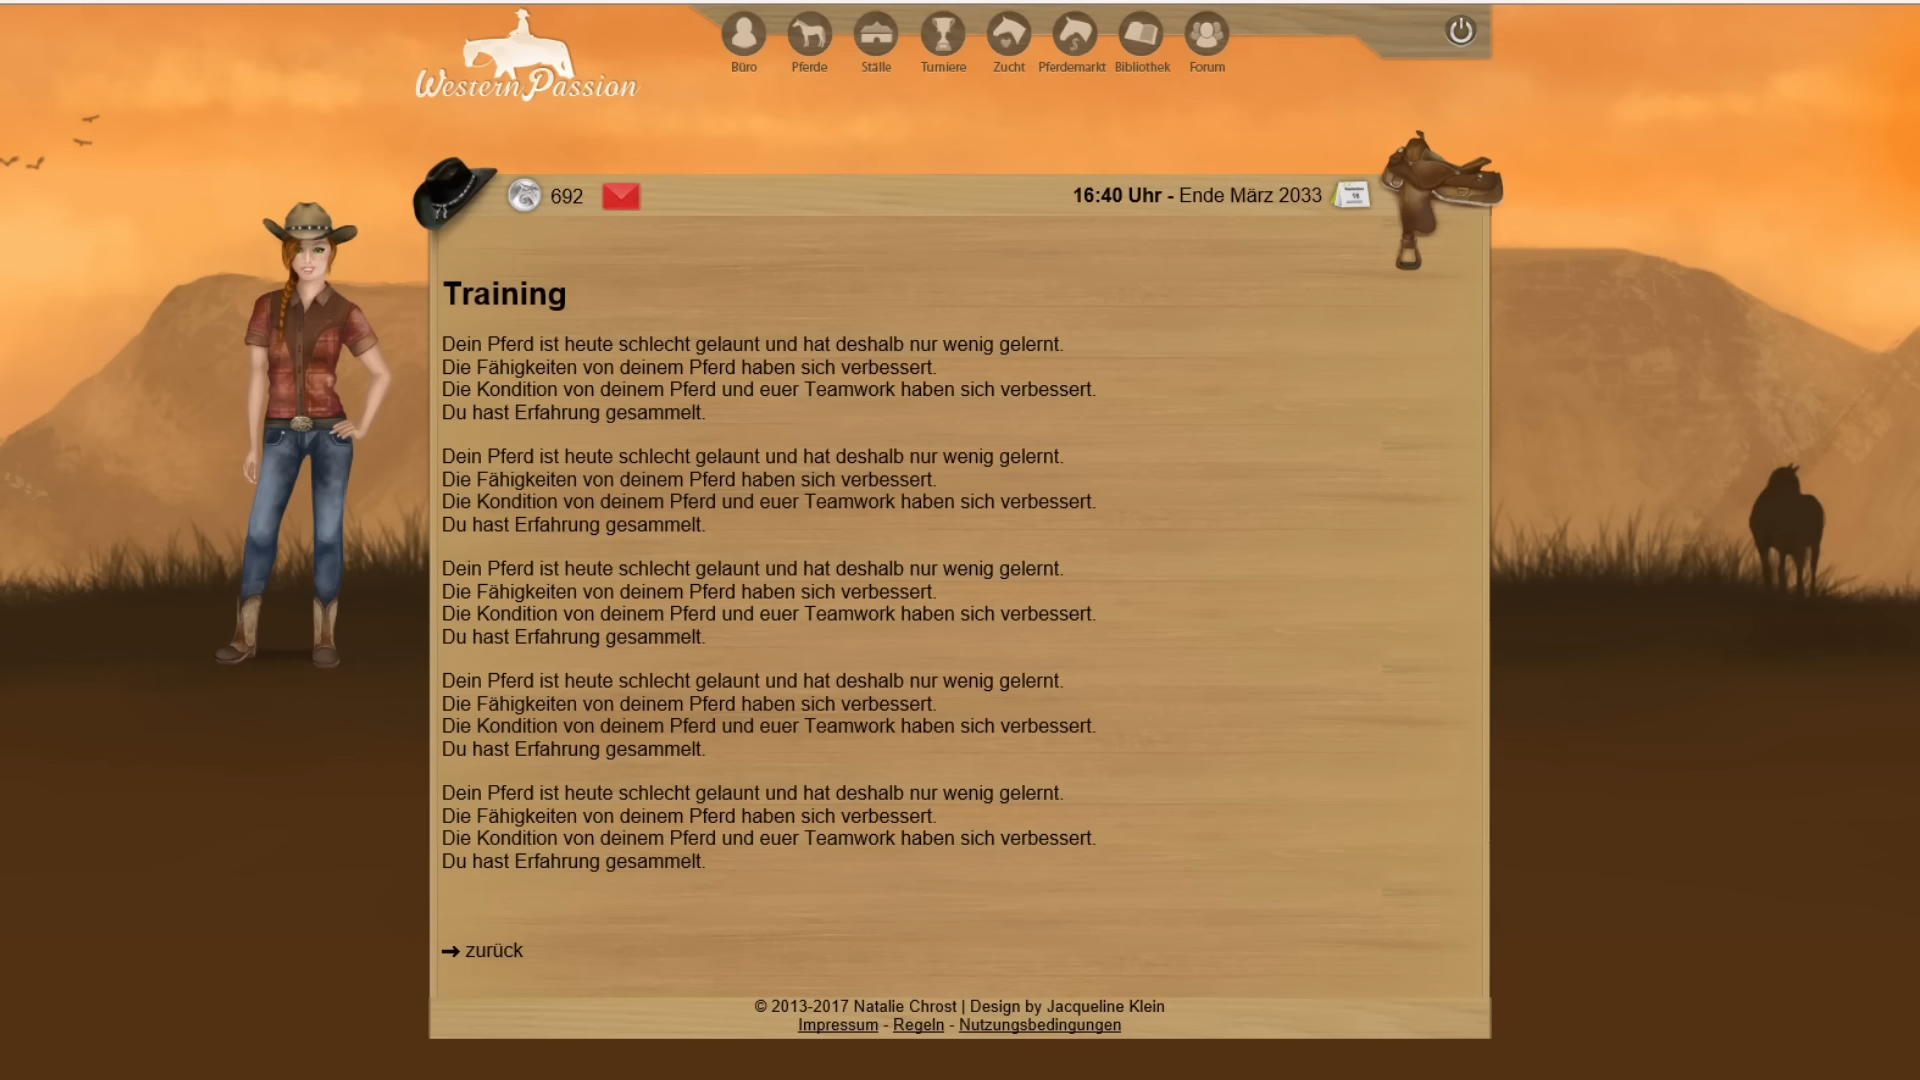 Western Passion
Büro
Pferde
Ställe
Turniere
Zucht
Pferdemarkt
Bibliothek
Forum
692
16:40 Uhr - Ende März 2033
Training
Dein Pferd ist heute schlecht gelaunt und hat deshalb nur wenig gelernt.
Die Fähigkeiten von deinem Pferd haben sich verbessert.
Die Kondition von deinem Pferd und euer Teamwork haben sich verbessert.
Du hast Erfahrung gesammelt.
Dein Pferd ist heute schlecht gelaunt und hat deshalb nur wenig gelernt.
Die Fähigkeiten von deinem Pferd haben sich verbessert.
Die Kondition von deinem Pferd und euer Teamwork haben sich verbessert.
Du hast Erfahrung gesammelt.
Dein Pferd ist heute schlecht gelaunt und hat deshalb nur wenig gelernt.
Die Fähigkeiten von deinem Pferd haben sich verbessert.
Die Kondition von deinem Pferd und euer Teamwork haben sich verbessert.
Du hast Erfahrung gesammelt.
Dein Pferd ist heute schlecht gelaunt und hat deshalb nur wenig gelernt.
Die Fähigkeiten von deinem Pferd haben sich verbessert.
Die Kondition von deinem Pferd und euer Teamwork haben sich verbessert.
Du hast Erfahrung gesammelt.
Dein Pferd ist heute schlecht gelaunt und hat deshalb nur wenig gelernt.
Die Fähigkeiten von deinem Pferd haben sich verbessert.
Die Kondition von deinem Pferd und euer Teamwork haben sich verbessert.
Du hast Erfahrung gesammelt.
➞ zurück
© 2013-2017 Natalie Chrost | Design by Jacqueline Klein
Impressum - Regeln - Nutzungsbedingungen